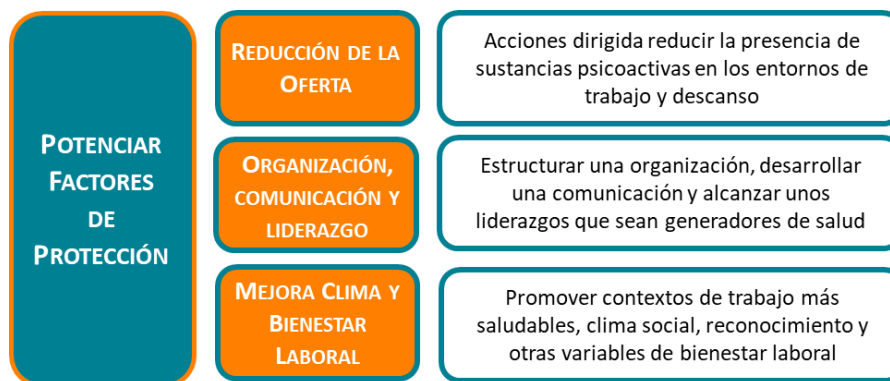 POTENCIAR
FACTORES
DE
PROTECCIÓN
REDUCCIÓN DE LA
OFERTA
Acciones dirigida reducir la presencia de
sustancias psicoactivas en los entornos de
trabajo y descanso
ORGANIZACIÓN,
COMUNICACIÓN Y
LIDERAZGO
Estructurar una organización, desarrollar
una comunicación y alcanzar unos
liderazgos que sean generadores de salud
MEJORA CLIMA Y
BIENESTAR
LABORAL
Promover contextos de trabajo más
saludables, clima social, reconocimiento y
otras variables de bienestar laboral